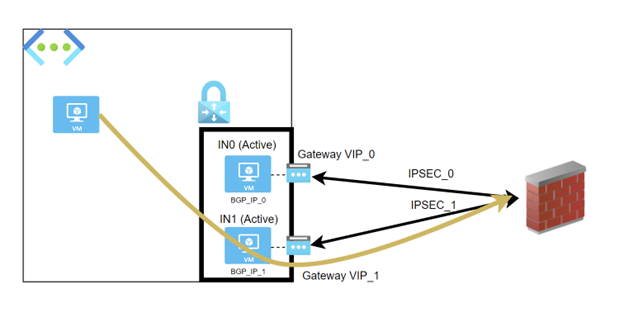 VM
IN0 (Active)
Gateway VIP_0
VM
BGP_IP_0
IPSEC_0
IPSEC_1
IN1 (Active)
VM
BGP_IP_1
Gateway VIP_1